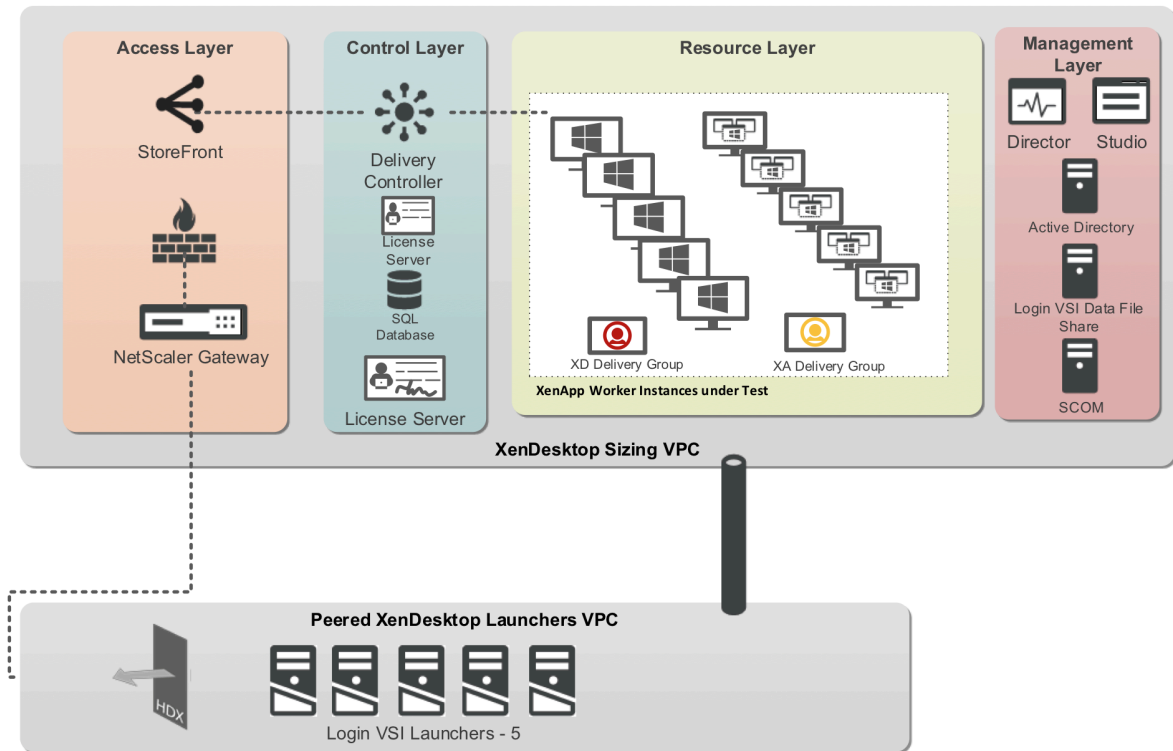 Access Layer
StoreFront
NetScaler Gateway
Control Layer
Delivery
Controller
License
Server
SQL
Database
License Server
Resource Layer
XD Delivery Group
XA Delivery Group
XenApp Worker Instances under Test
Management
Layer
Director
Studio
Active Directory
Login VSI Data File
Share
SCOM
XenDesktop Sizing VPC
Peered XenDesktop Launchers VPC
HDX
Login VSI Launchers - 5